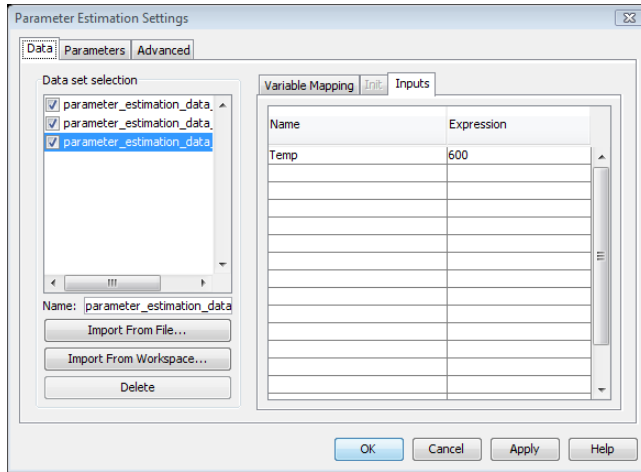 Parameter Estimation Settings
Data Parameters Advanced
Data set selection
parameter_estimation_data_
parameter_estimation_data_
parameter_estimation_data_
Name: parameter_estimation_data
Import From File...
Import From Workspace...
Delete
Variable Mapping Init Inputs
Name Expression
Temp 600
OK Cancel Apply Help